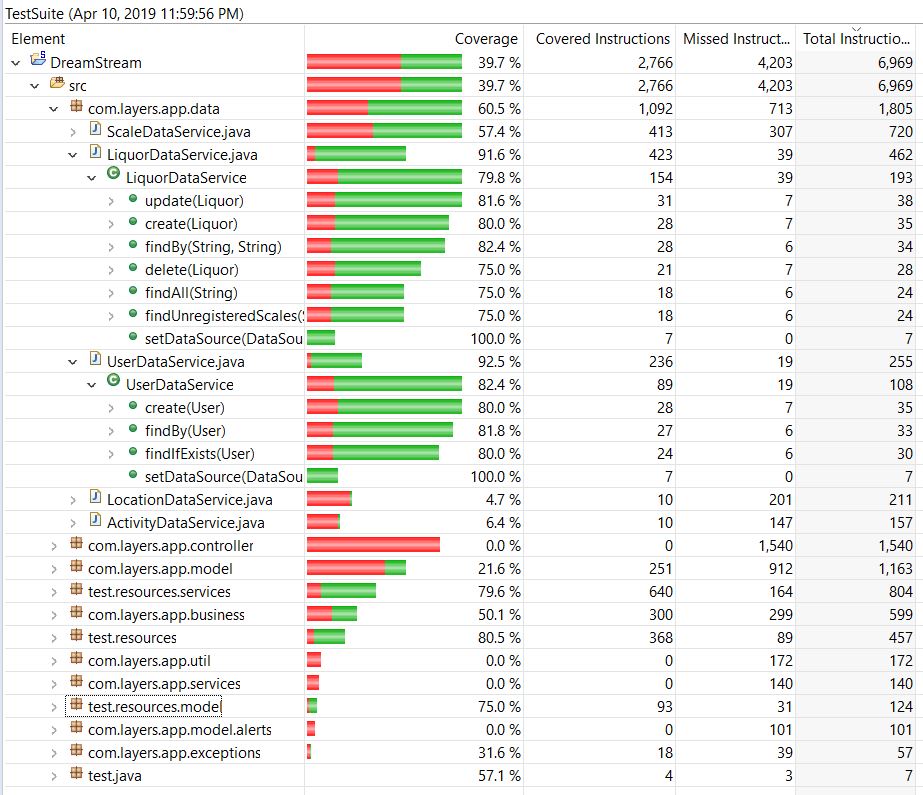 TestSuite (Apr 10, 2019 11:59:56 PM)
Element Coverage Covered Instructions Missed Instruct... Total Instructio...
DreamStream 39.7 % 2,766 4,203 6,969
src 39.7 % 2,766 4,203 6,969
com.layers.app.data 60.5 % 1,092 713 1,805
ScaleDataService.java 57.4 % 413 307 720
LiquorDataService.java 91.6 % 423 39 462
LiquorDataService 79.8 % 154 39 193
update(Liquor) 81.6 % 31 7 38
create(Liquor) 80.0 % 28 7 35
findBy(String, String) 82.4 % 28 6 34
delete(Liquor) 75.0 % 21 7 28
findAll(String) 75.0 % 18 6 24
findUnregisteredScales(S 75.0 % 18 6 24
setDataSource(DataSou 100.0 % 7 0 7
UserDataService.java 92.5 % 236 19 255
UserDataService 82.4 % 89 19 108
create(User) 80.0 % 28 7 35
findBy(User) 81.8 % 27 6 33
findIfExists(User) 80.0 % 24 6 30
setDataSource(DataSou 100.0 % 7 0 7
LocationDataService.java 4.7 % 10 201 211
ActivityDataService.java 6.4 % 10 147 157
com.layers.app.controller 0.0 % 0 1,540 1,540
com.layers.app.model 21.6 % 251 912 1,163
test.resources.services 79.6 % 640 164 804
com.layers.app.business 50.1 % 300 299 599
test.resources 80.5 % 368 89 457
com.layers.app.util 0.0 % 0 172 172
com.layers.app.services 0.0 % 0 140 140
test.resources.model 75.0 % 93 31 124
com.layers.app.model.alerts 0.0 % 0 101 101
com.layers.app.exceptions 31.6 % 18 39 57
test.java 57.1 % 4 3 7